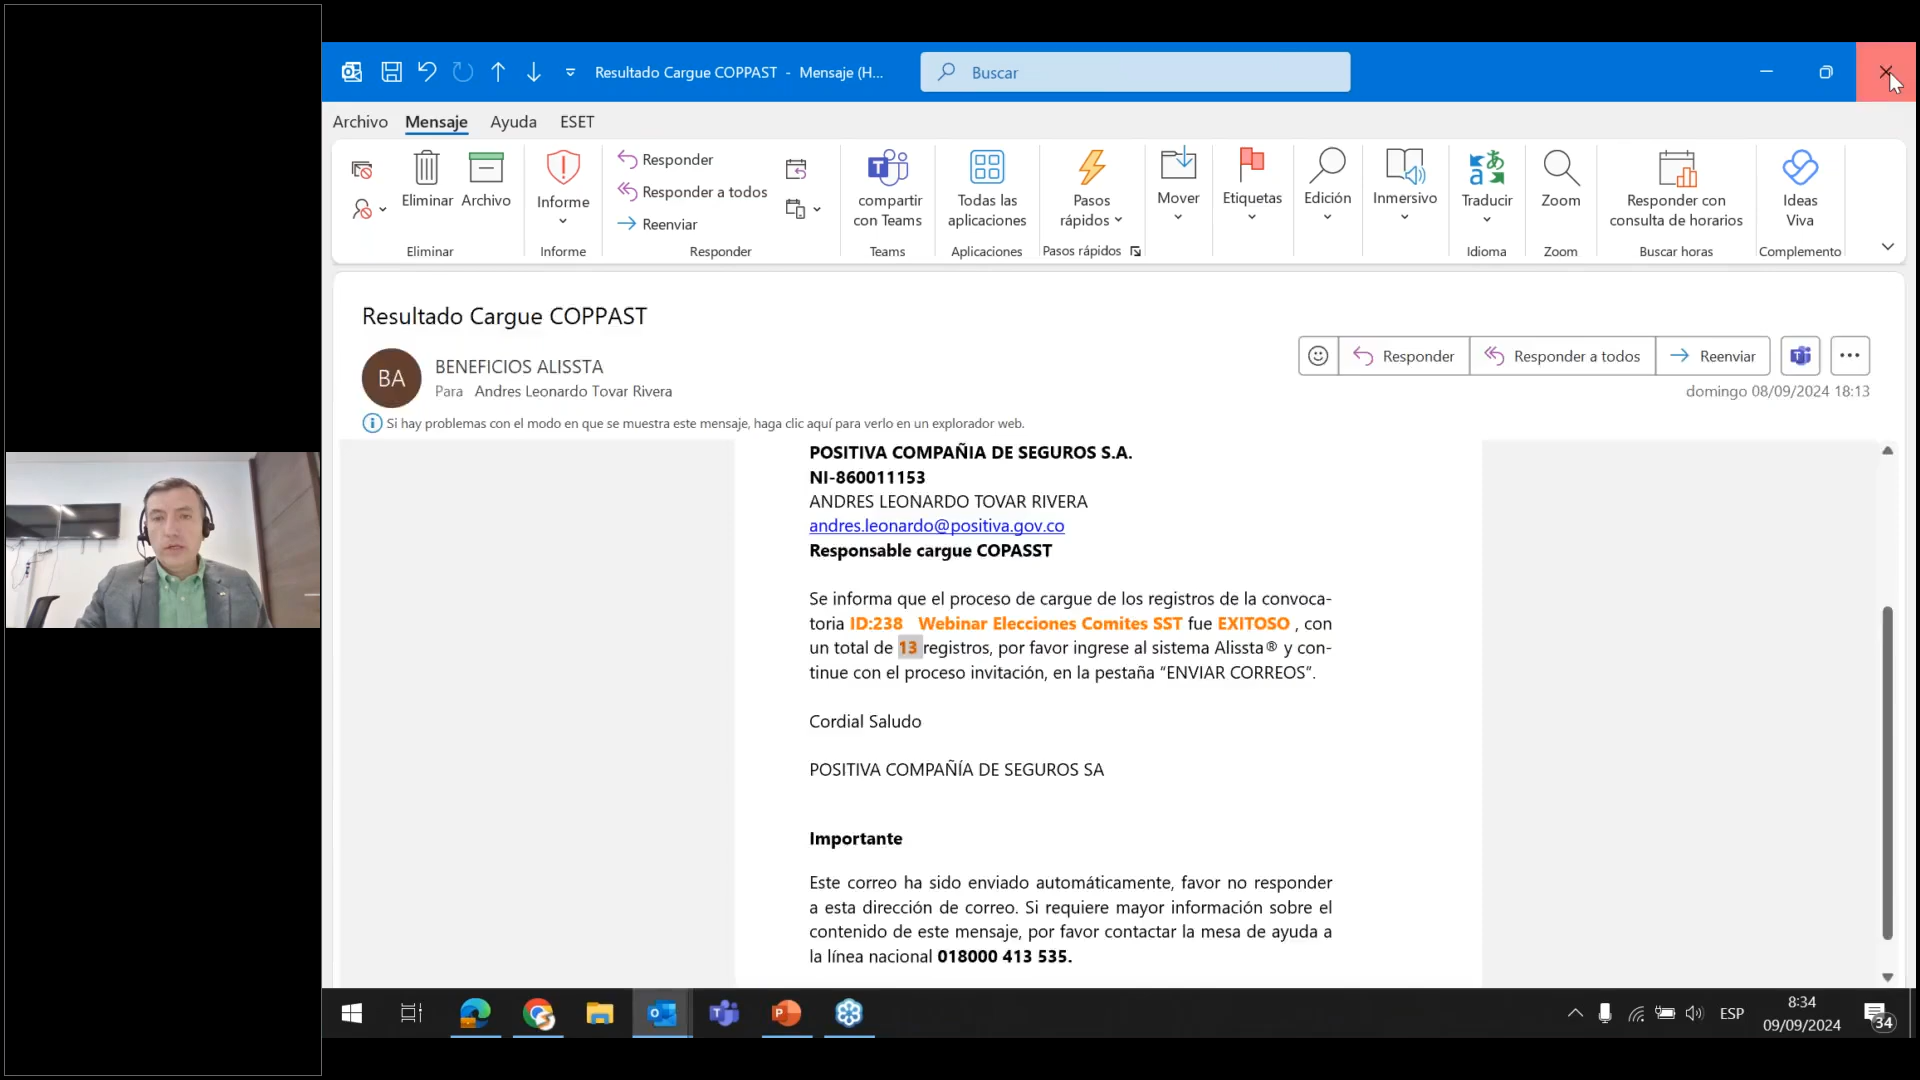 Resultado Cargue COPPAST - Mensaje (H...
Buscar
Archivo Mensaje Ayuda ESET
Eliminar Archivo
Eliminar
Informe
Informe
Responder
Responder a todos
Reenviar
Responder
compartir
con Teams
Teams
Todas las
aplicaciones
Aplicaciones
Pasos
rápidos
Pasos rápidos
Mover
Etiquetas
Edición
Inmersivo
Traducir
Idioma
Zoom
Zoom
Responder con
consulta de horarios
Buscar horas
Ideas
Viva
Complemento
Resultado Cargue COPPAST
BA
BENEFICIOS ALISSTA
Para Andres Leonardo Tovar Rivera
Responder Responder a todos Reenviar
domingo 08/09/2024 18:13
Si hay problemas con el modo en que se muestra este mensaje, haga clic aquí para verlo en un explorador web.
POSITIVA COMPAÑIA DE SEGUROS S.A.
NI-860011153
ANDRES LEONARDO TOVAR RIVERA
andres.leonardo@positiva.gov.co
Responsable cargue COPASST
Se informa que el proceso de cargue de los registros de la convoca-
toria ID:238 Webinar Elecciones Comites SST fue EXITOSO , con
un total de 13 registros, por favor ingrese al sistema Alissta® y con-
tinue con el proceso invitación, en la pestaña “ENVIAR CORREOS”.
Cordial Saludo
POSITIVA COMPAÑÍA DE SEGUROS SA
Importante
Este correo ha sido enviado automáticamente, favor no responder
a esta dirección de correo. Si requiere mayor información sobre el
contenido de este mensaje, por favor contactar la mesa de ayuda a
la línea nacional 018000 413 535.
ESP
8:34
09/09/2024
34